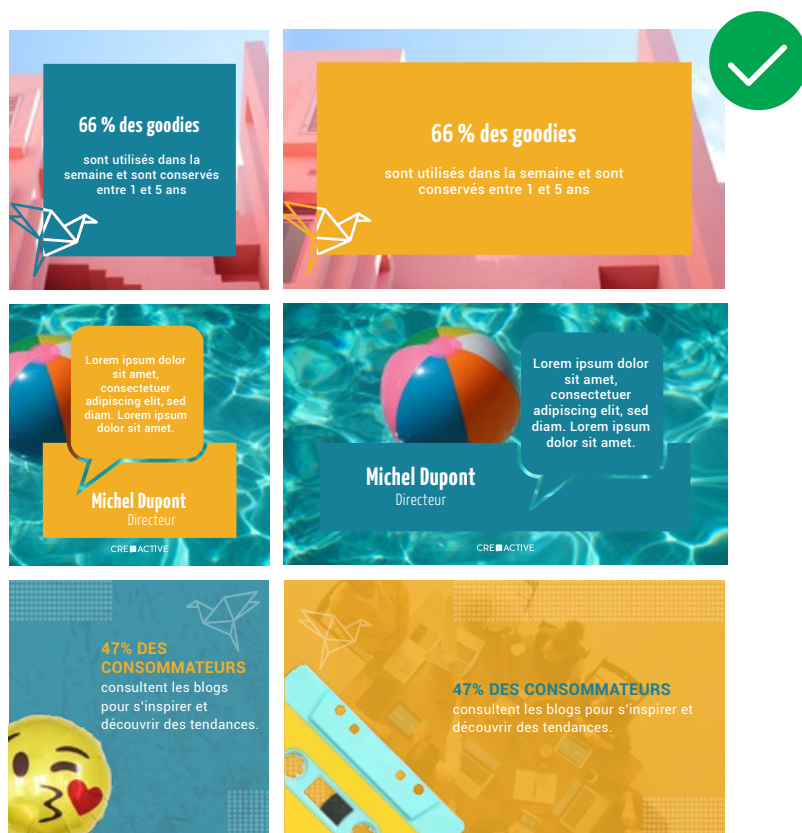 66 % des goodies
sont utilisés dans la
semaine et sont conservés
entre 1 et 5 ans
66 % des goodies
sont utilisés dans la semaine et sont
conservés entre 1 et 5 ans
Lorem ipsum dolor
sit amet,
consectetuer
adipiscing elit, sed
diam. Lorem ipsum
dolor sit amet.
Michel Dupont
Directeur
CRE ACTIVE
Lorem ipsum dolor
sit amet,
consectetuer
adipiscing elit, sed
diam. Lorem ipsum
dolor sit amet.
Michel Dupont
Directeur
CRE ACTIVE
47% DES
CONSOMMATEURS
consultent les blogs
pour s'inspirer et
découvrir des tendances.
47% DES CONSOMMATEURS
consultent les blogs pour s'inspirer et
découvrir des tendances.